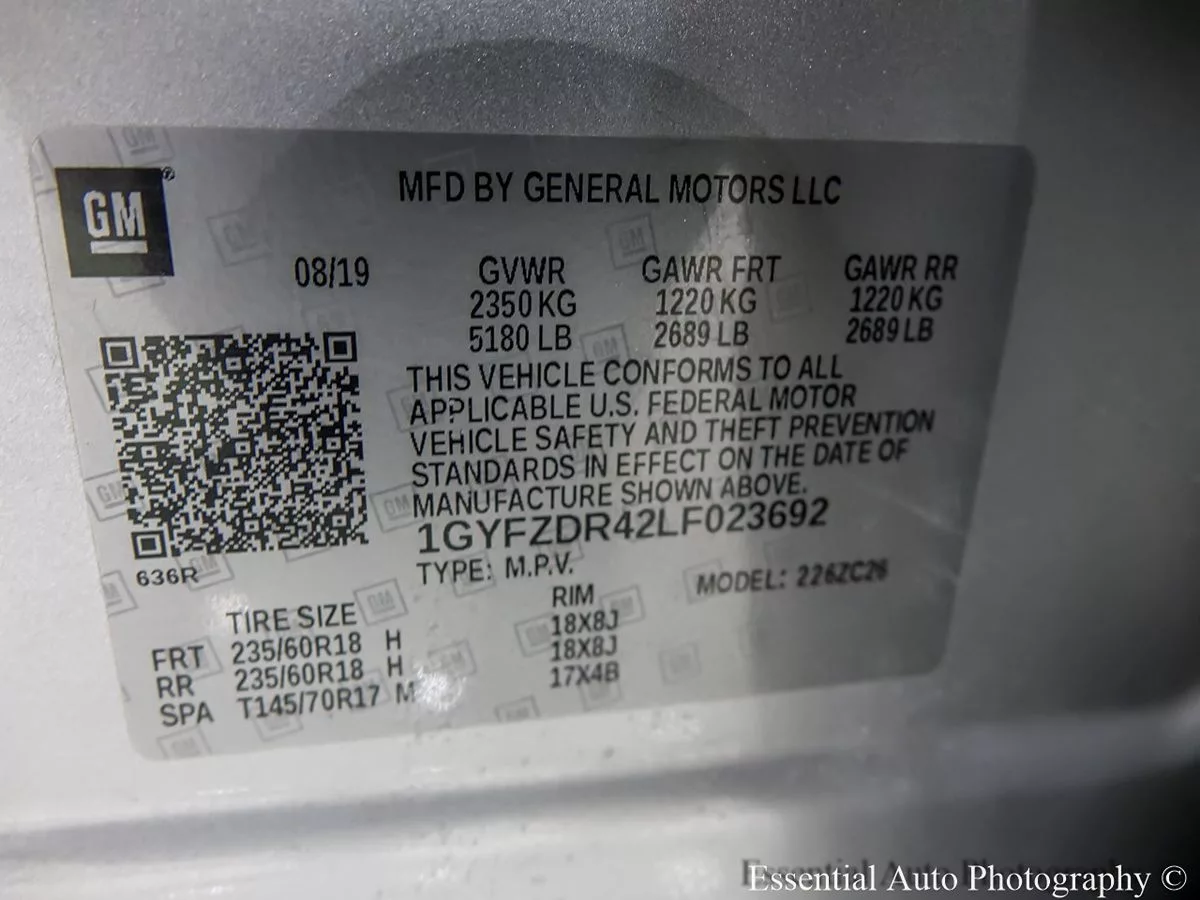 GM®
MFD BY GENERAL MOTORS LLC
08/19 GVWR GAWR FRT GAWR RR
2350 KG 1220 KG 1220 KG
5180 LB 2689 LB 2689 LB
THIS VEHICLE CONFORMS TO ALL
APPLICABLE U.S. FEDERAL MOTOR
VEHICLE SAFETY AND THEFT PREVENTION
STANDARDS IN EFFECT ON THE DATE OF
MANUFACTURE SHOWN ABOVE.
1GYFZDR42LF023692
636R
TYPE: M.P.V. MODEL: 226ZC26
TIRE SIZE RIM
FRT 235/60R18 H 18X8J
RR 235/60R18 H 18X8J
SPA T145/70R17 M 17X4B
Essential Auto Photography ©